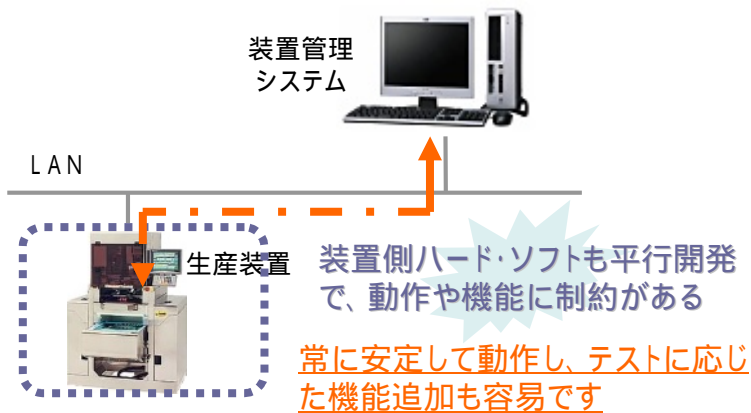 装置管理
システム
LAN
生産装置
装置側ハード・ソフトも平行開発
で、動作や機能に制約がある
常に安定して動作し、テストに応じ
た機能追加も容易です